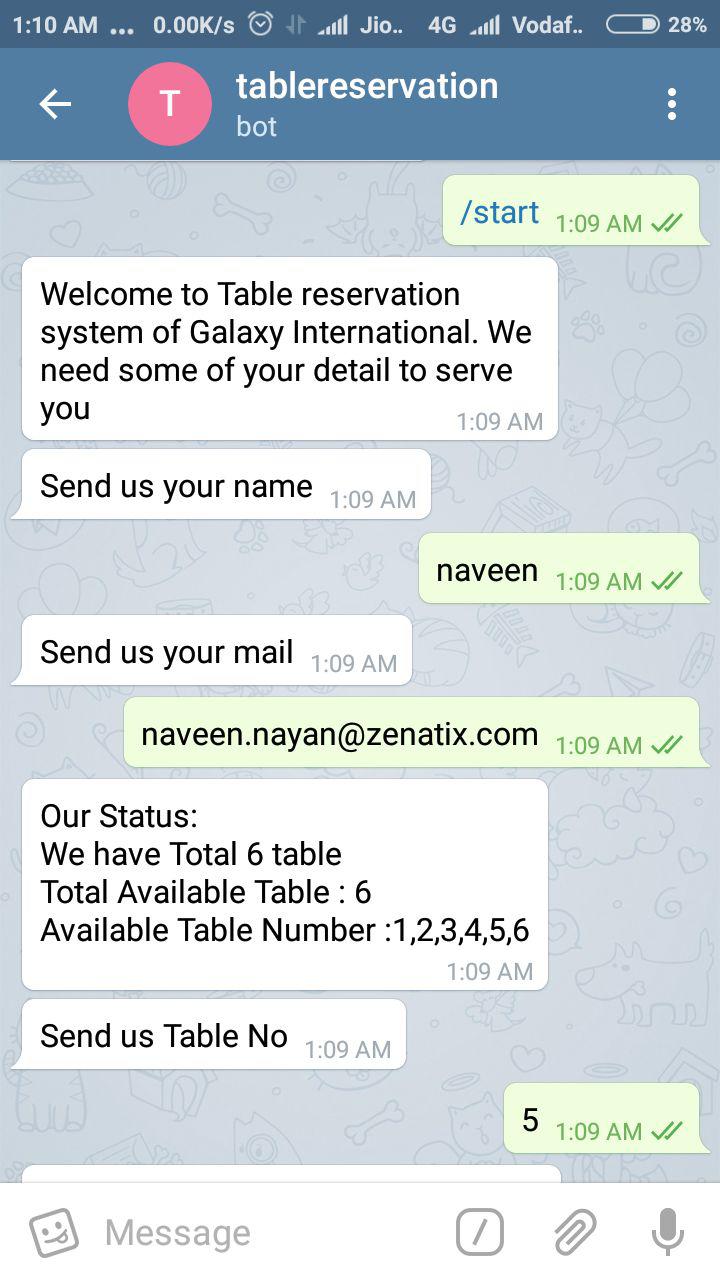 1:10 AM ... 0.00K/s Jio.. 4G Vodaf.. 28%
T
tablereservation
bot
/start 1:09 AM
Welcome to Table reservation
system of Galaxy International. We
need some of your detail to serve
you 1:09 AM
Send us your name 1:09 AM
naveen 1:09 AM
Send us your mail 1:09 AM
naveen.nayan@zenatix.com 1:09 AM
Our Status:
We have Total 6 table
Total Available Table : 6
Available Table Number :1,2,3,4,5,6
1:09 AM
Send us Table No 1:09 AM
5 1:09 AM
Message